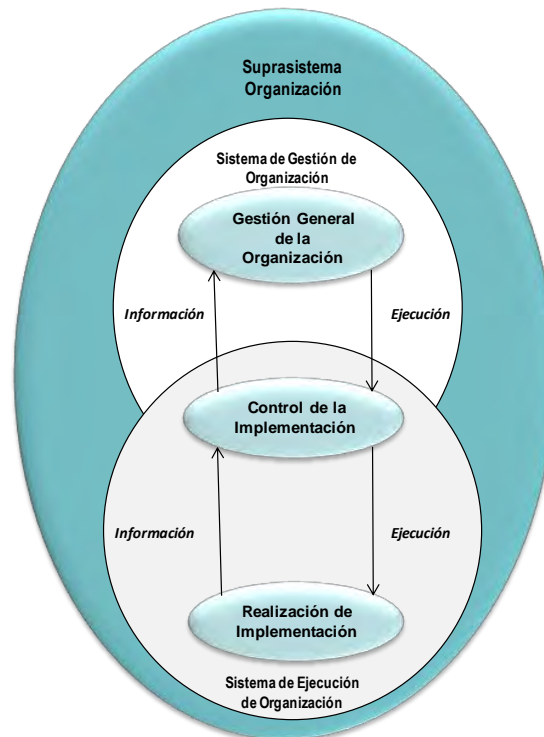 Suprasistema
Organización
Sistema de Gestión de
Organización
Gestión General
de la
Organización
Información
Ejecución
Control de la
Implementación
Información
Ejecución
Realización de
Implementación
Sistema de Ejecución
de Organización